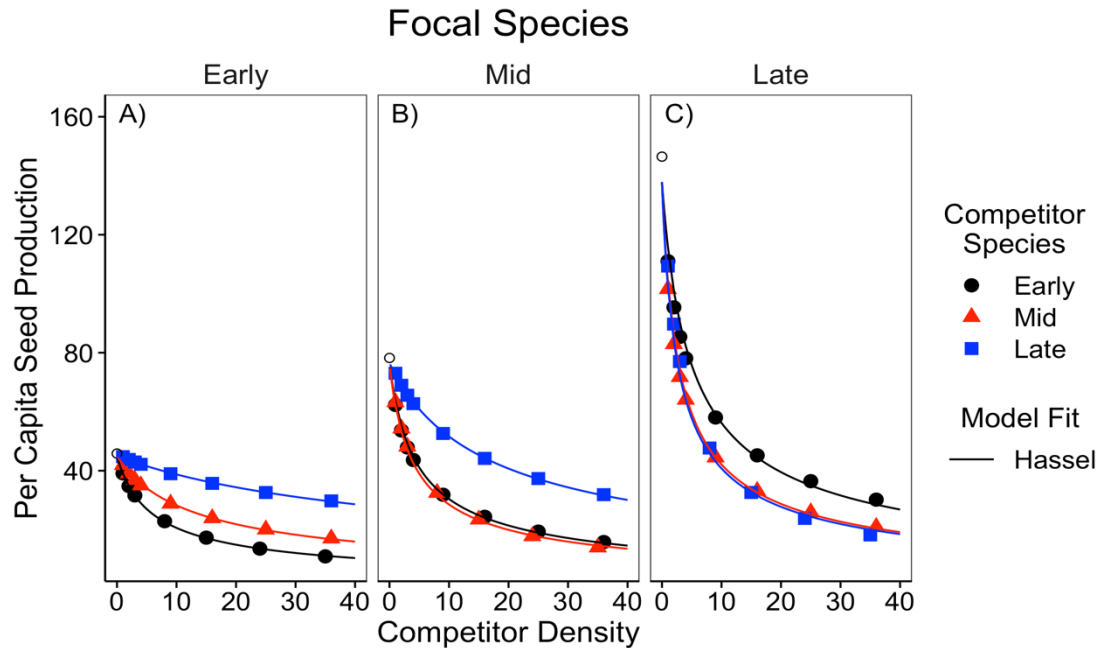 Focal Species
Early
Mid
Late
A)
B)
C)
160
120
80
40
Per Capita Seed Production
0 10 20 30 40
0 10 20 30 40
0 10 20 30 40
Competitor Density
Competitor
Species
Early
Mid
Late
Model Fit
Hassel